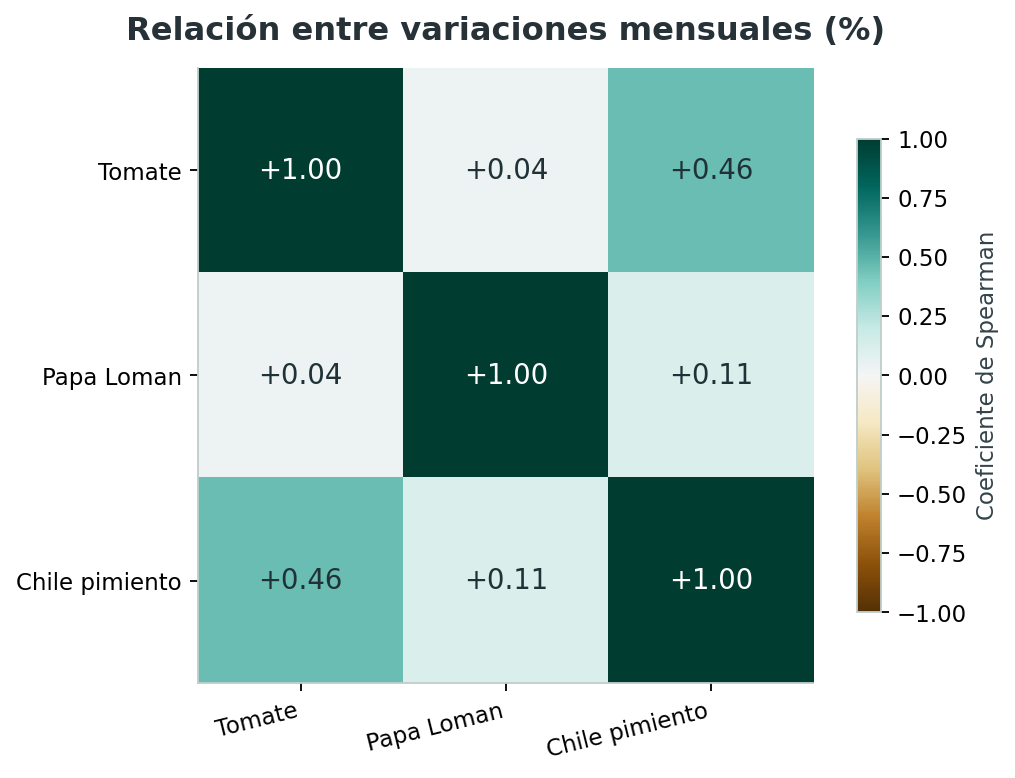 Relación entre variaciones mensuales (%)
Tomate
+1.00
+0.04
+0.46
Papa Loman
+0.04
+1.00
+0.11
Chile pimiento
+0.46
+0.11
+1.00
Tomate
Papa Loman
Chile pimiento
1.00
0.75
0.50
0.25
0.00
−0.25
−0.50
−0.75
−1.00
Coeficiente de Spearman